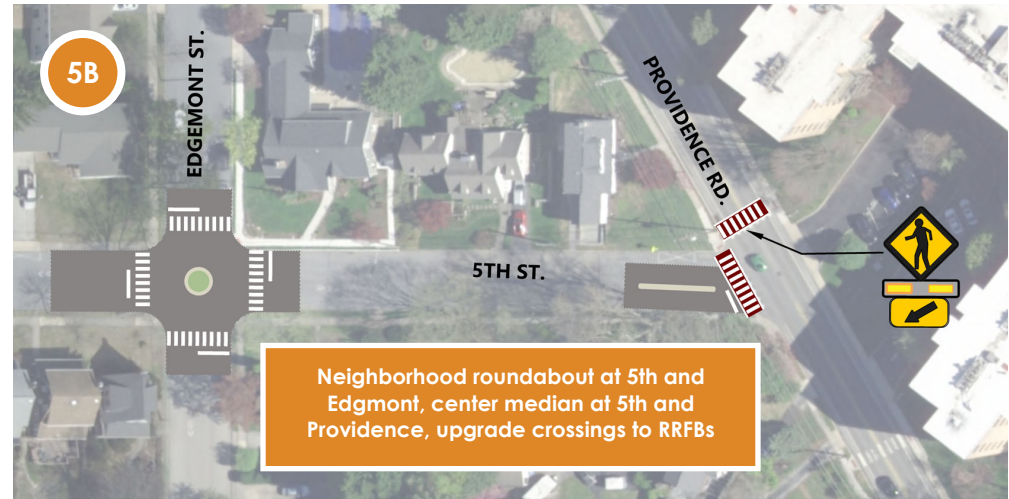 5B
EDGEMONT ST.
PROVIDENCE RD.
5TH ST.
Neighborhood roundabout at 5th and
Edgmont, center median at 5th and
Providence, upgrade crossings to RRFBs